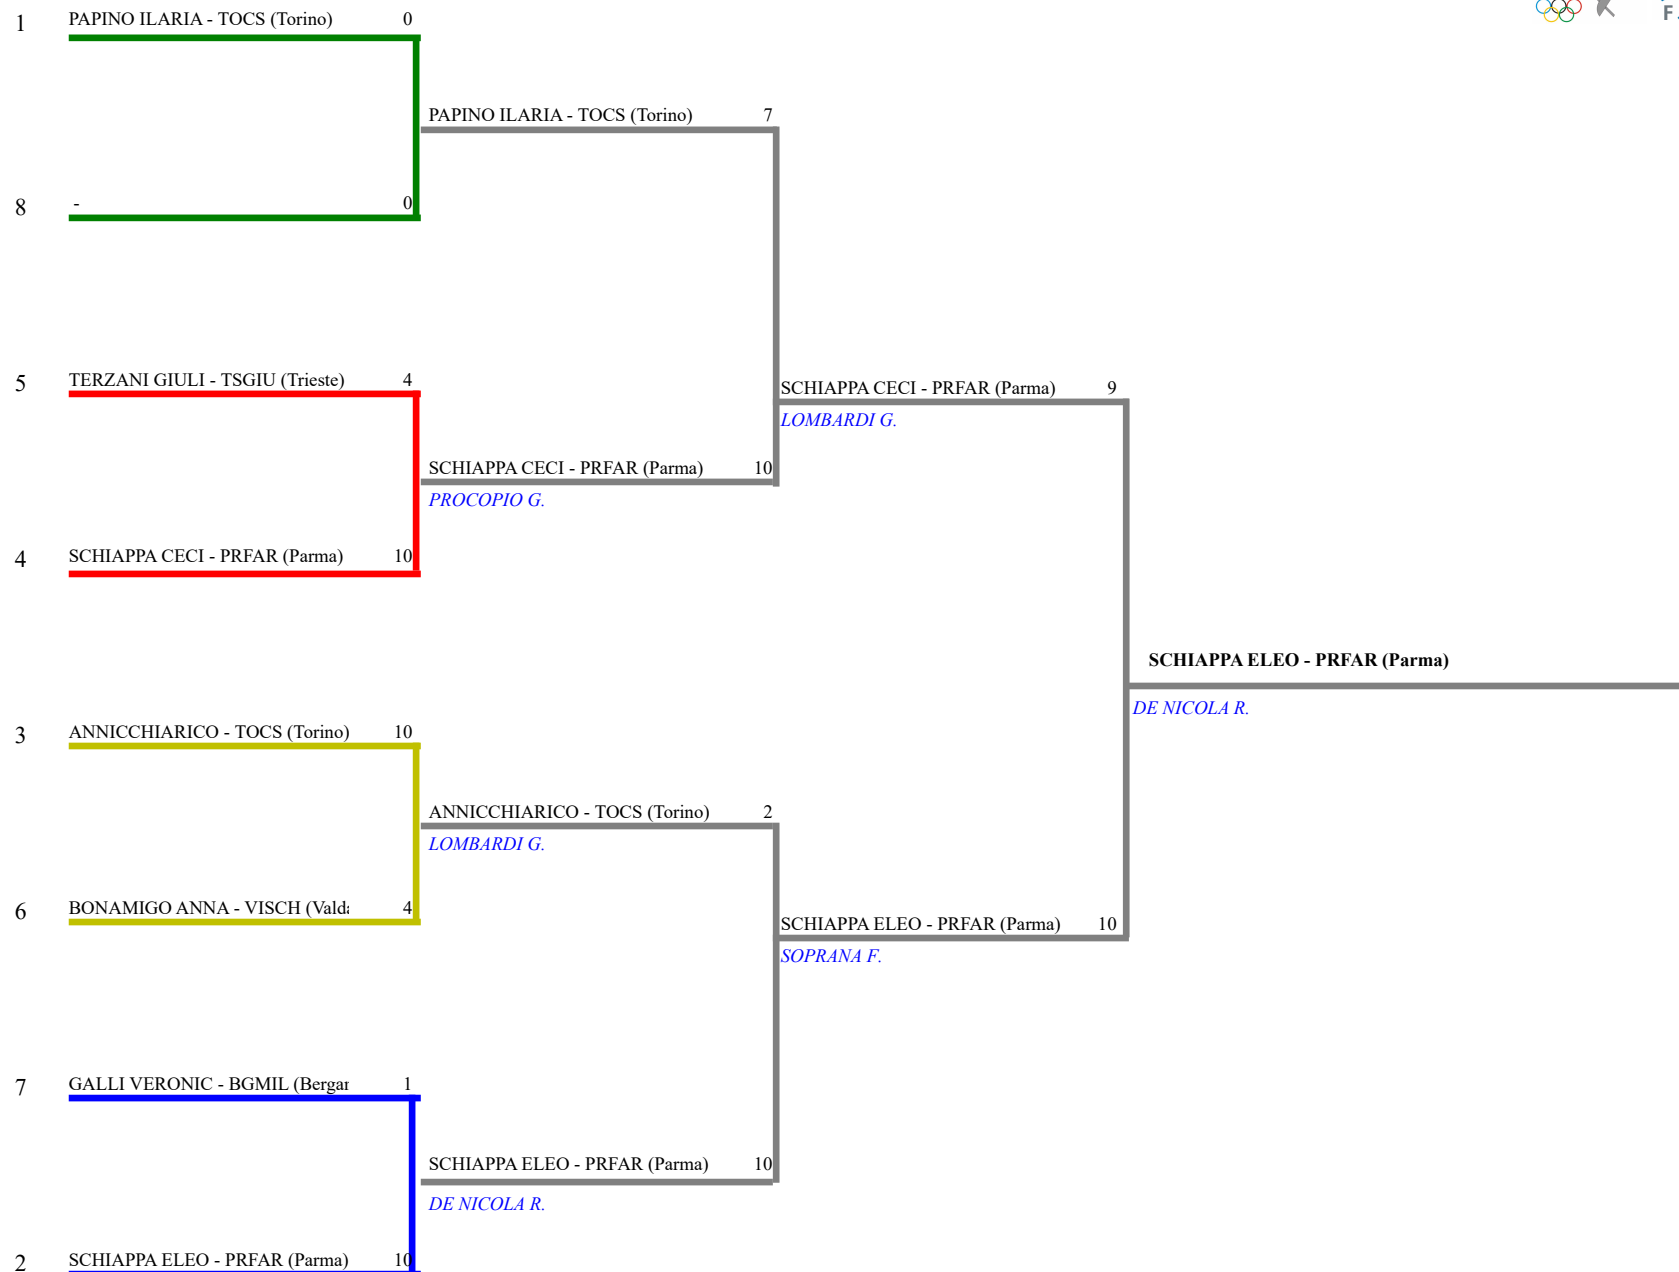 1 PAPINO ILARIA - TOCS (Torino) 0
F
PAPINO ILARIA - TOCS (Torino) 7
8 - 0
5 TERZANI GIULI - TSGIU (Trieste) 4
SCHIAPPA CECI - PRFAR (Parma) 9
LOMBARDI G.
SCHIAPPA CECI - PRFAR (Parma) 10
PROCOPIO G.
4 SCHIAPPA CECI - PRFAR (Parma) 10
SCHIAPPA ELEO - PRFAR (Parma)
DE NICOLA R.
3 ANNICCHIARICO - TOCS (Torino) 10
ANNICCHIARICO - TOCS (Torino) 2
LOMBARDI G.
6 BONAMIGO ANNA - VISCH (Valda 4
SCHIAPPA ELEO - PRFAR (Parma) 10
SOPRANA F.
7 GALLI VERONIC - BGMIL (Bergar 1
SCHIAPPA ELEO - PRFAR (Parma) 10
DE NICOLA R.
2 SCHIAPPA ELEO - PRFAR (Parma) 10